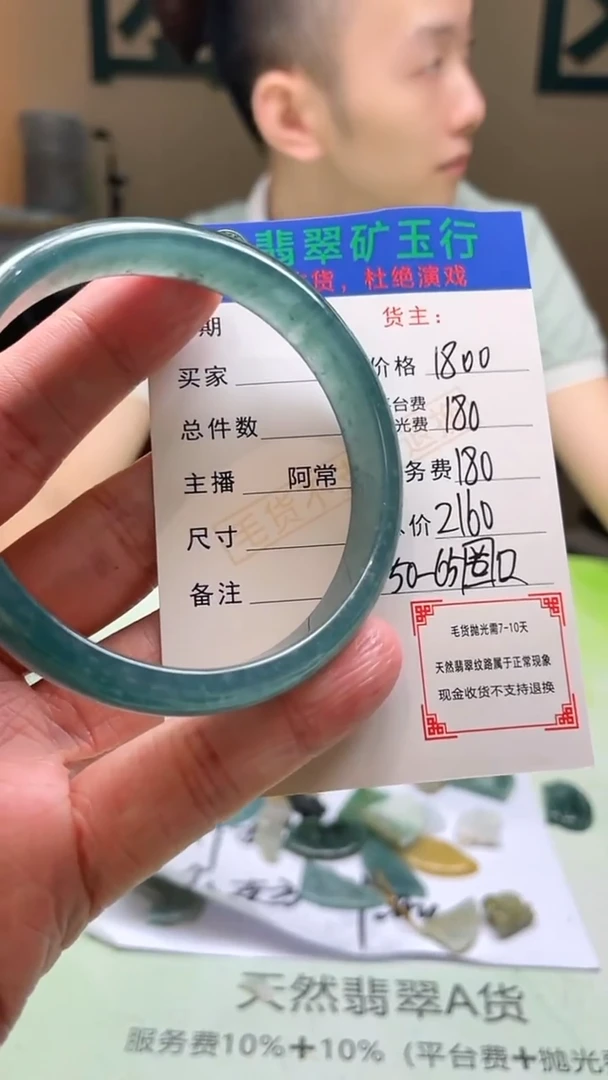 翡翠矿玉行
货，杜绝演戏
期
货主：
买家
价格 1800
总件数
台费
光费 180
主播 阿常
务费 180
尺寸
价 2160
备注
50-65圈口
毛货抛光需7-10天
天然翡翠纹路属于正常现象
现金收货不支持退换
天然翡翠A货
服务费10%+10%（平台费+抛光